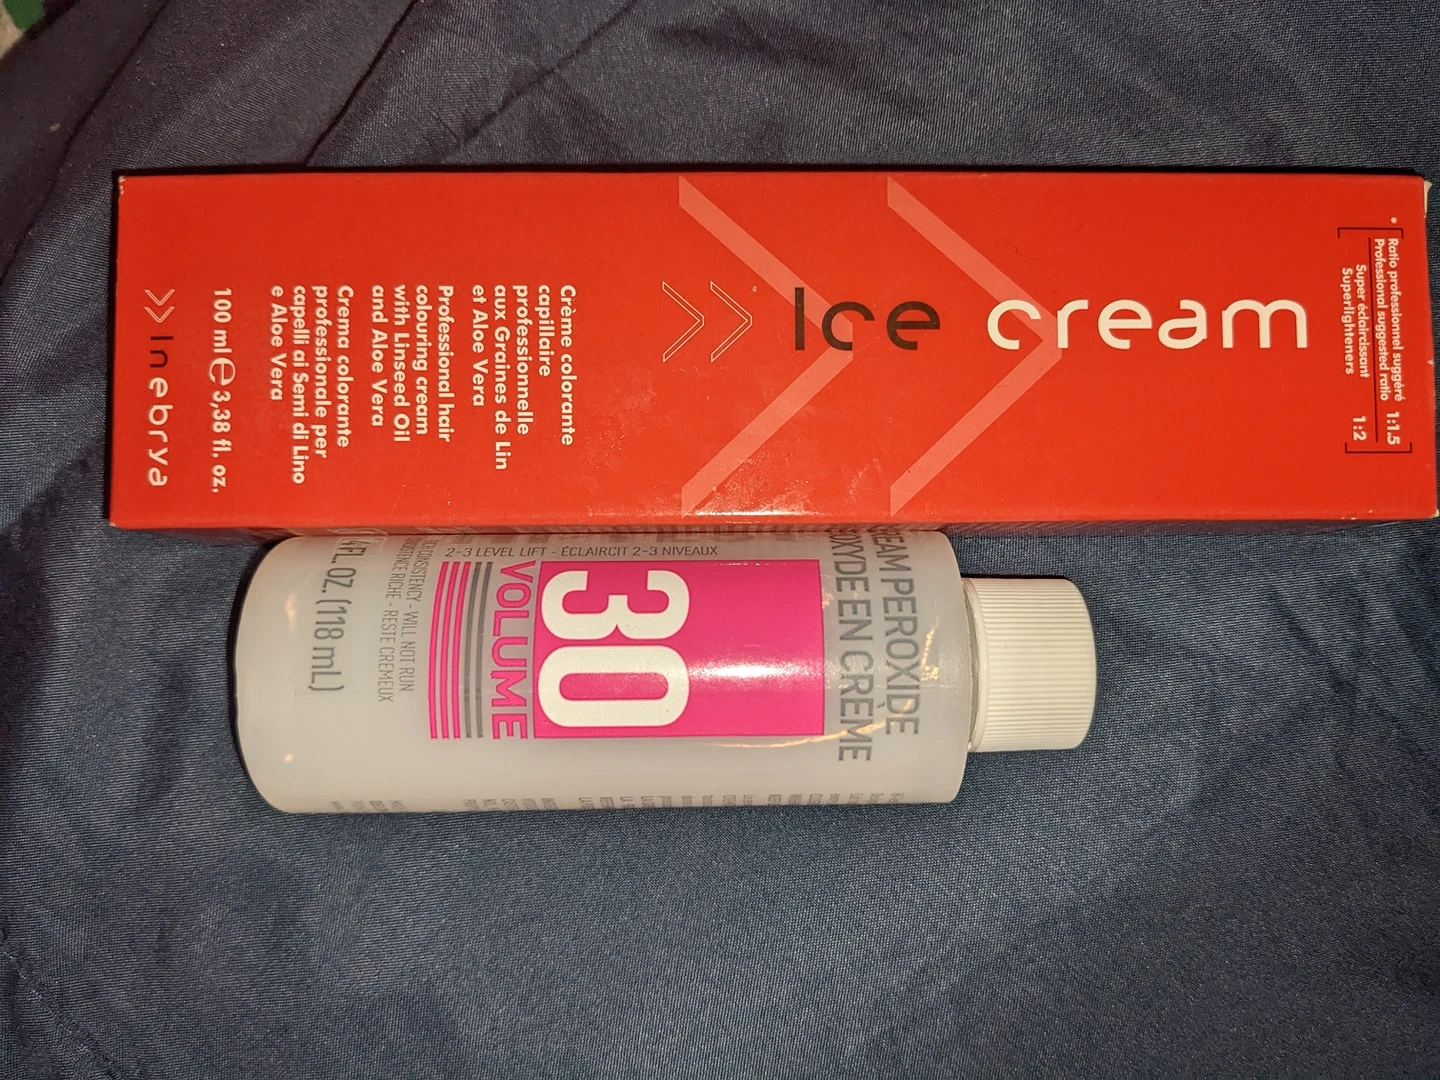 * Ratio professionnel suggéré 1:1.5
Professional suggested ratio
Super éclaircissant 1:2
Superlighteners
Ice cream
Crème colorante
capillaire
professionnelle
aux Graines de Lin
et Aloe Vera
Professional hair
colouring cream
with Linseed Oil
and Aloe Vera
Crema colorante
professionale per
capelli ai Semi di Lino
e Aloe Vera
100 ml e 3,38 fl. oz.
Inebrya
CREAM PEROXIDE
OXYDE EN CRÈME
30
VOLUME
2-3 LEVEL LIFT - ÉCLAIRCIT 2-3 NIVEAUX
CONSISTENCY - WILL NOT RUN
RICHE - RESTE CREMEUX
4FL. OZ. (118 mL)